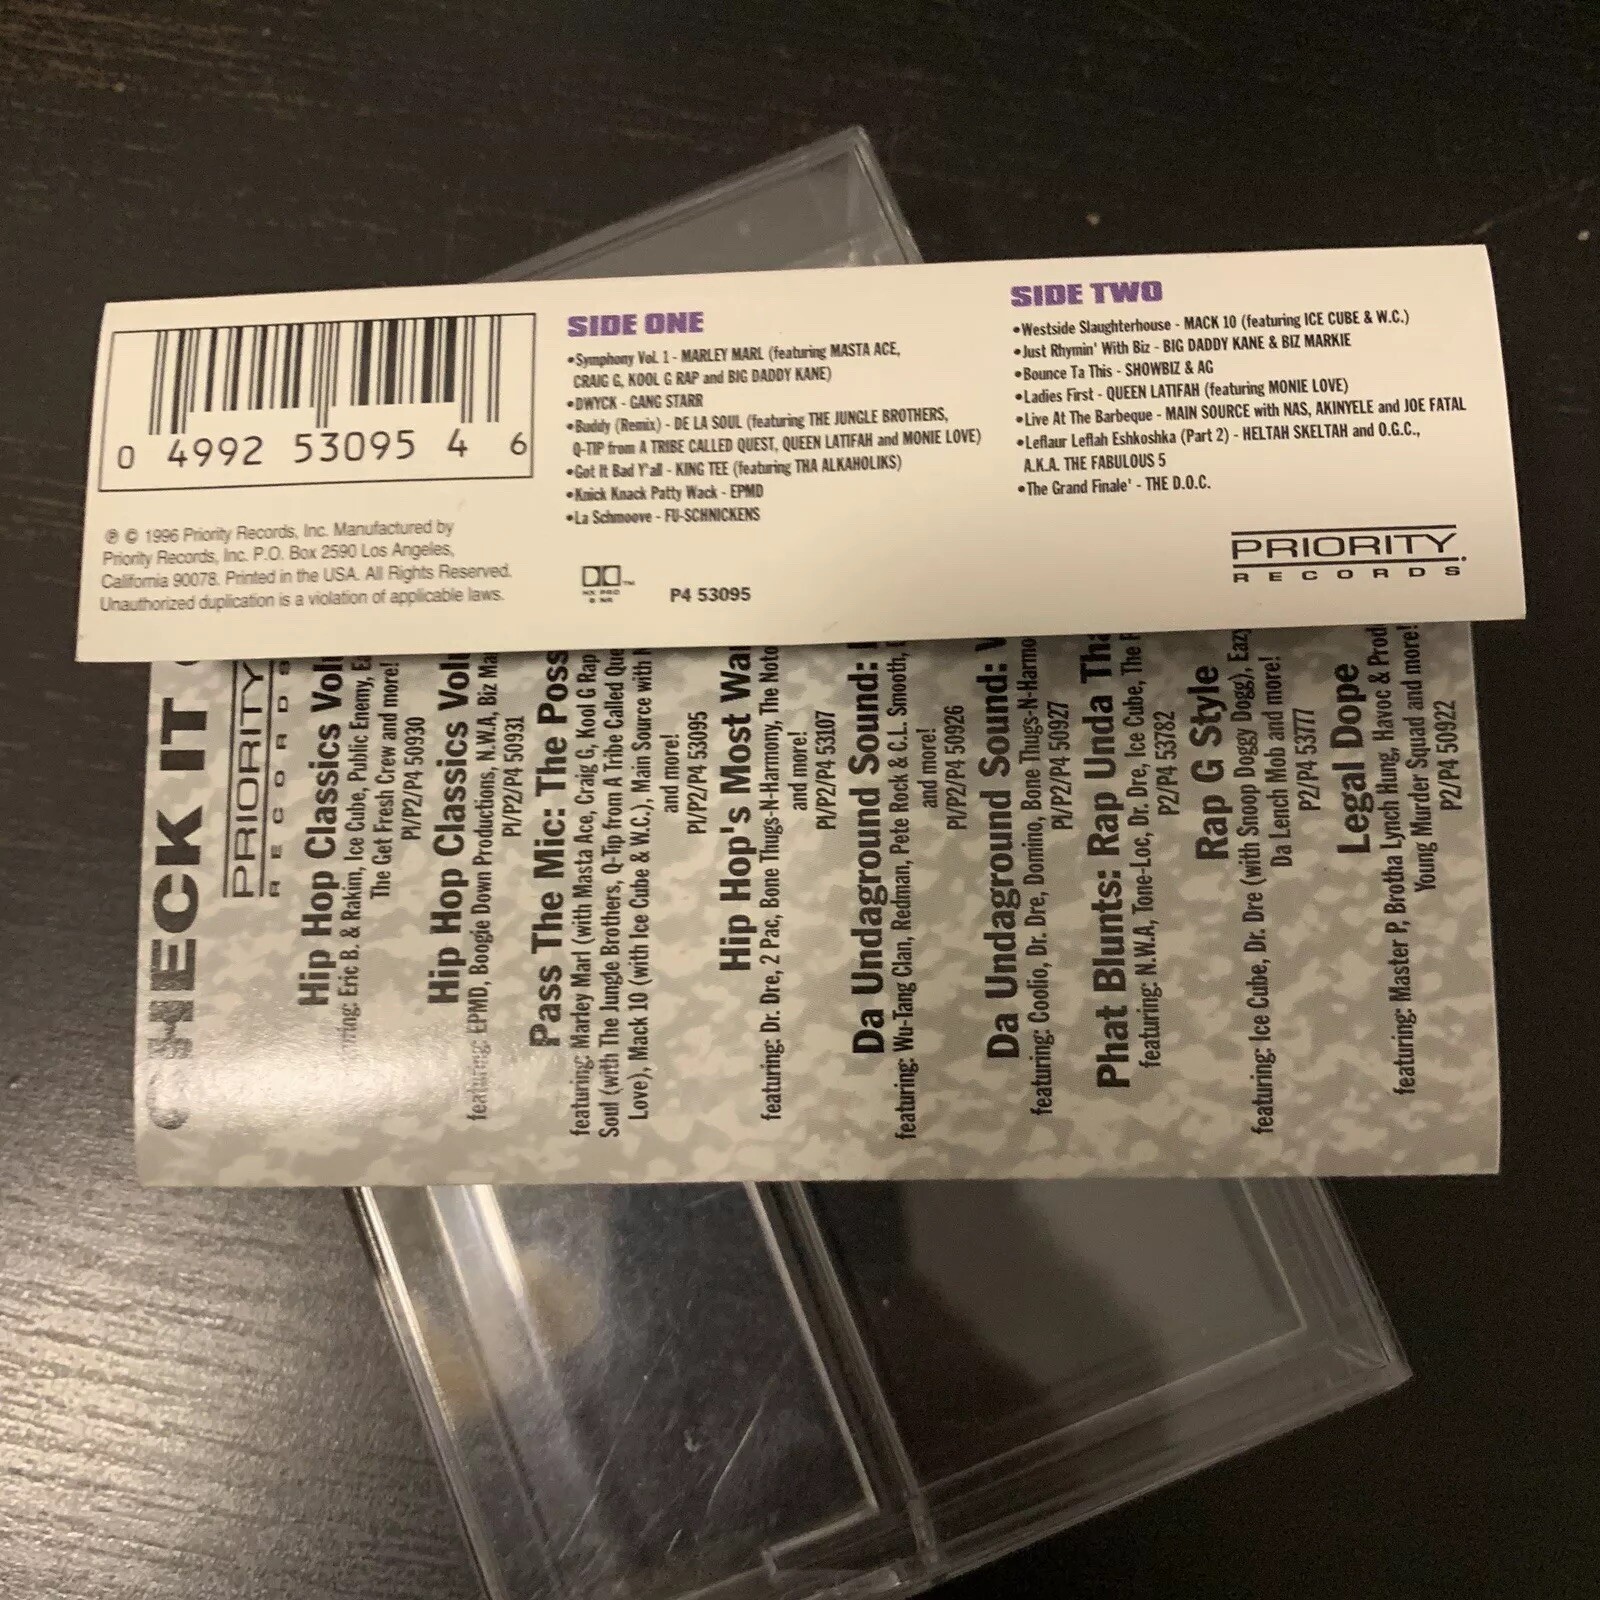 0 4992 53095 4 6
℗ © 1996 Priority Records, Inc. Manufactured by
Priority Records, Inc. P.O. Box 2590 Los Angeles,
California 90078. Printed in the USA. All Rights Reserved.
Unauthorized duplication is a violation of applicable laws.
SIDE ONE
•Symphony Vol. 1 - MARLEY MARL (featuring MASTA ACE,
CRAIG G, KOOL G RAP and BIG DADDY KANE)
•DWYCK - GANG STARR
•Buddy (Remix) - DE LA SOUL (featuring THE JUNGLE BROTHERS,
Q-TIP from A TRIBE CALLED QUEST, QUEEN LATIFAH and MONIE LOVE)
•Got It Bad Y'all - KING TEE (featuring THA ALKAHOLIKS)
•Knick Knack Patty Wack - EPMD
•La Schmoove - FU-SCHNICKENS
HX PRO
B NR
P4 53095
SIDE TWO
•Westside Slaughterhouse - MACK 10 (featuring ICE CUBE & W.C.)
•Just Rhymin' With Biz - BIG DADDY KANE & BIZ MARKIE
•Bounce Ta This - SHOWBIZ & AG
•Ladies First - QUEEN LATIFAH (featuring MONIE LOVE)
•Live At The Barbeque - MAIN SOURCE with NAS, AKINYELE and JOE FATAL
•Leflaur Leflah Eshkoshka (Part 2) - HELTAH SKELTAH and O.G.C.,
A.K.A. THE FABULOUS 5
•The Grand Finale' - THE D.O.C.
PRIORITY
RECORDS
CHECK IT
PRIORITY
RECORDS
Hip Hop Classics
Eric B. & Rakim, Ice Cube, Public Enemy,
The Get Fresh Crew and more!
P1/P2/P4 50930
Hip Hop Classics
featuring: EPMD, Boogie Down Productions, N.W.A, Biz
P1/P2/P4 50931
Pass The Mic: The
featuring: Marley Marl (with Masta Ace, Craig G, Kool G Rap
Soul (with The Jungle Brothers, Q-Tip from A Tribe Called
Love), Mack 10 (with Ice Cube & W.C.), Main Source with
and more!
P1/P2/P4 53095
Hip Hop's Most
featuring: Dr. Dre, 2 Pac, Bone Thugs-N-Harmony, The
and more!
P1/P2/P4 53107
Da Undaground Sound:
featuring: Wu-Tang Clan, Redman, Pete Rock & C.L. Smooth,
and more!
P1/P2/P4 50926
Da Undaground Sound:
featuring: Coolio, Dr. Dre, Domino, Bone
P1/P2/P4 50927
Phat Blunts: Rap Unda
featuring: N.W.A, Tone-Loc, Dr. Dre, Ice Cube, The
P2/P4 53782
Rap G Style
featuring: Ice Cube, Dr. Dre (with Snoop Doggy Dogg),
Da Lench Mob and more!
P2/P4 53777
Legal Dope
featuring: Master P, Brotha Lynch Hung, Havoc &
Young Murder Squad and more!
P2/P4 50922